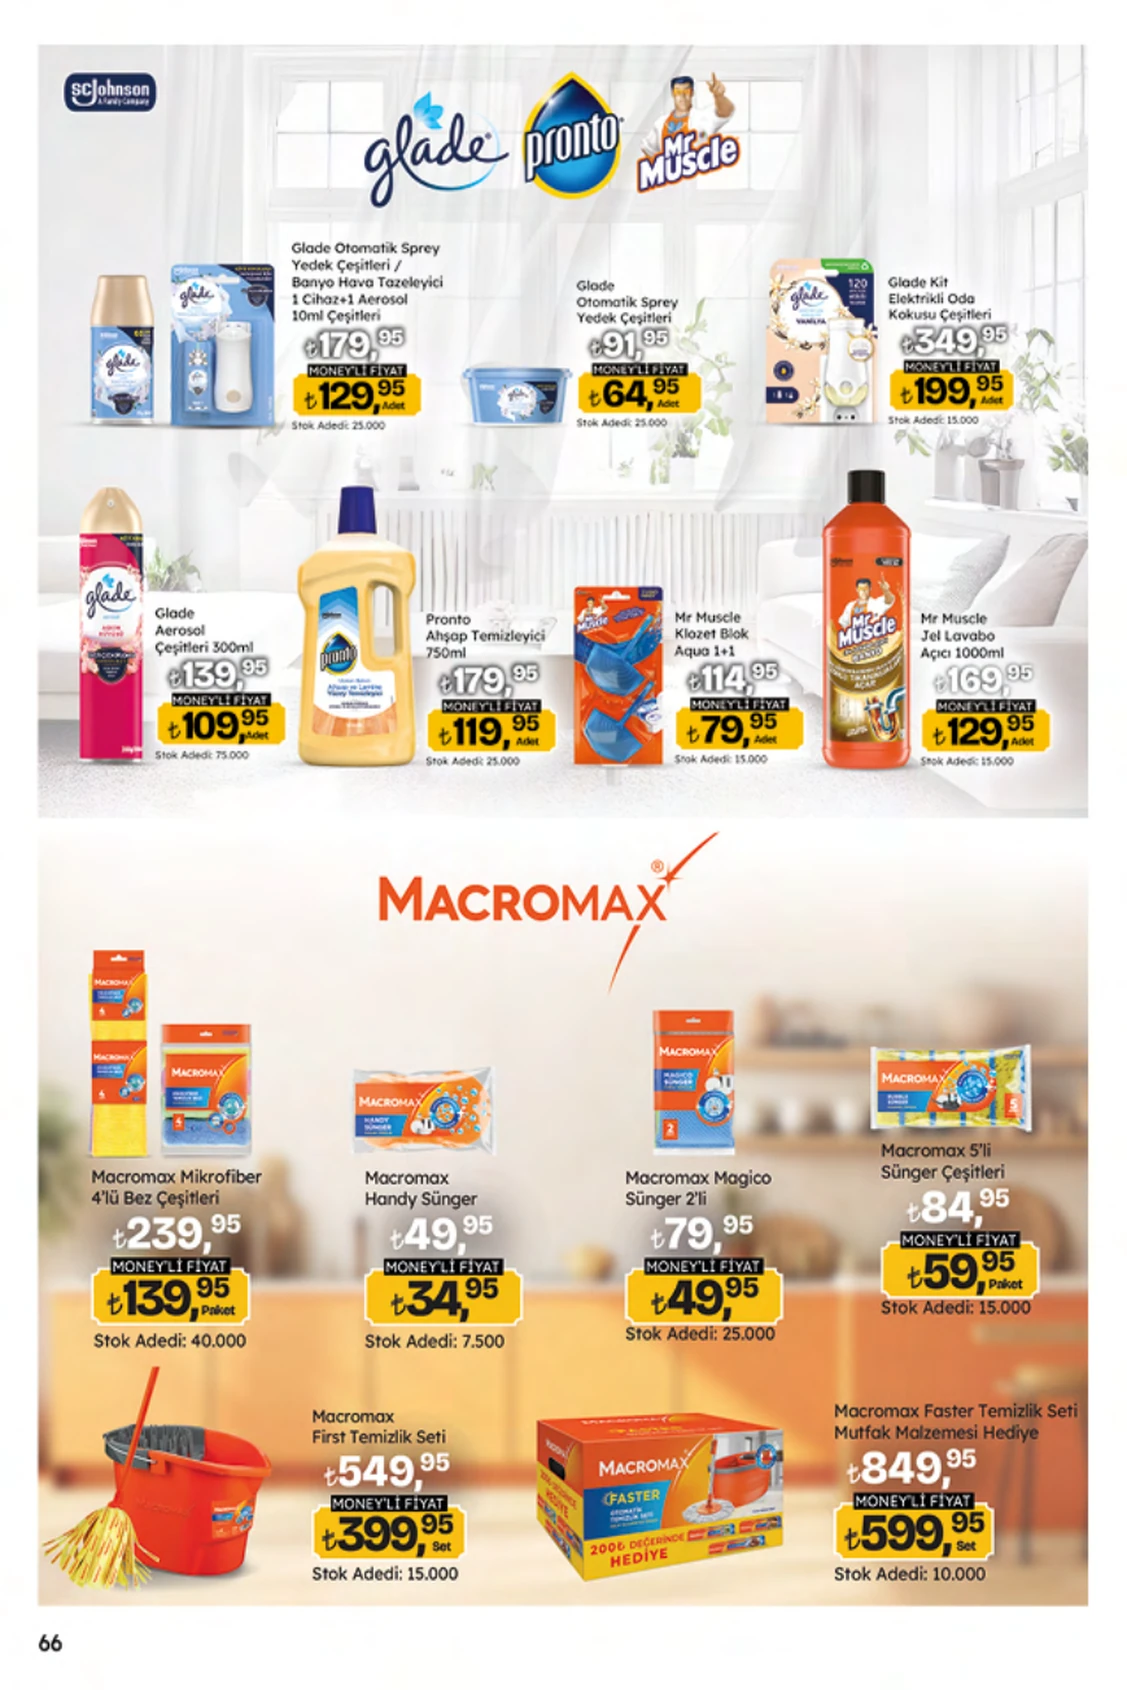 SC Johnson
A Family Company
glade
pronto
Mr Muscle
Glade Otomatik Sprey
Yedek Çeşitleri /
Banyo Hava Tazeleyici
1 Cihaz+1 Aerosol
10ml Çeşitleri
₺179,95
MONEY'Lİ FİYAT
₺129,95 Adet
Stok Adedi: 25.000
Glade
Otomatik Sprey
Yedek Çeşitleri
₺91,95
MONEY'Lİ FİYAT
₺64,95 Adet
Stok Adedi: 25.000
Glade Kit
Elektrikli Oda
Kokusu Çeşitleri
₺349,95
MONEY'Lİ FİYAT
₺199,95 Adet
Stok Adedi: 15.000
Glade
Aerosol
Çeşitleri 300ml
₺139,95
MONEY'Lİ FİYAT
₺109,95 Adet
Stok Adedi: 75.000
Pronto
Ahşap Temizleyici
750ml
₺179,95
MONEY'Lİ FİYAT
₺119,95 Adet
Stok Adedi: 25.000
Mr Muscle
Klozet Blok
Aqua 1+1
₺114,95
MONEY'Lİ FİYAT
₺79,95 Adet
Stok Adedi: 15.000
Mr Muscle
Jel Lavabo
Açıcı 1000ml
₺169,95
MONEY'Lİ FİYAT
₺129,95 Adet
Stok Adedi: 15.000
MACROMAX®
Macromax Mikrofiber
4'lü Bez Çeşitleri
₺239,95
MONEY'Lİ FİYAT
₺139,95 Paket
Stok Adedi: 40.000
Macromax
Handy Sünger
₺49,95
MONEY'Lİ FİYAT
₺34,95
Stok Adedi: 7.500
Macromax Magico
Sünger 2'li
₺79,95
MONEY'Lİ FİYAT
₺49,95
Stok Adedi: 25.000
Macromax 5'li
Sünger Çeşitleri
₺84,95
MONEY'Lİ FİYAT
₺59,95 Paket
Stok Adedi: 15.000
Macromax
First Temizlik Seti
₺549,95
MONEY'Lİ FİYAT
₺399,95 Set
Stok Adedi: 15.000
MACROMAX
FASTER
OTOMATİK
TEMİZLİK SETİ
200₺ DEĞERİNDE
HEDİYE
Macromax Faster Temizlik Seti
Mutfak Malzemesi Hediye
₺849,95
MONEY'Lİ FİYAT
₺599,95 Set
Stok Adedi: 10.000
66